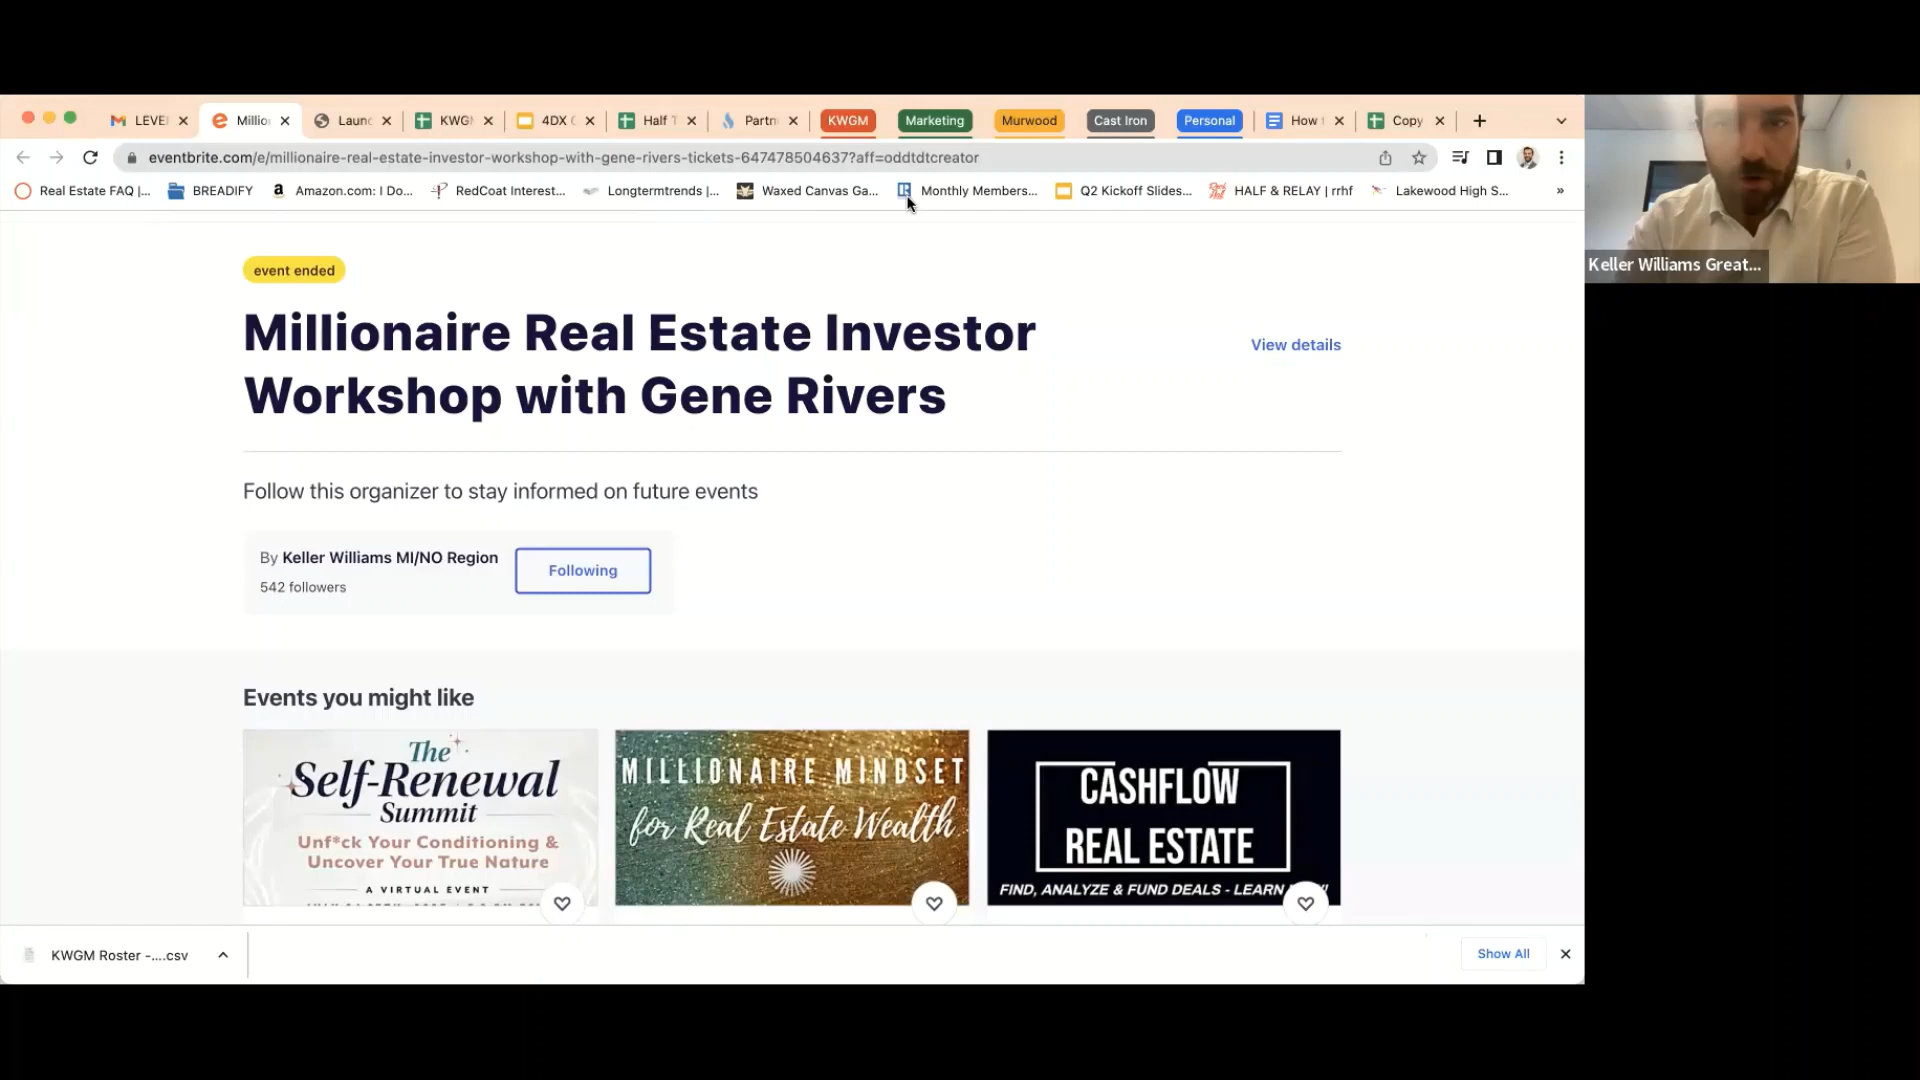 LEVE
Millio
Launc
KWG
4DX
Half T
Partn
KWGM
Marketing
Murwood
Cast Iron
Personal
How
Copy
eventbrite.com/e/millionaire-real-estate-investor-workshop-with-gene-rivers-tickets-647478504637?aff=oddtdtcreator
Real Estate FAQ |...
BREADIFY
Amazon.com: I Do...
RedCoat Interest...
Longtermtrends |...
Waxed Canvas Ga...
Monthly Members...
Q2 Kickoff Slides...
HALF & RELAY | rrhf
Lakewood High S...
Keller Williams Great...
event ended
Millionaire Real Estate Investor
Workshop with Gene Rivers
View details
Follow this organizer to stay informed on future events
By Keller Williams MI/NO Region
542 followers
Following
Events you might like
The
Self-Renewal
Summit
Unf*ck Your Conditioning &
Uncover Your True Nature
A VIRTUAL EVENT
MILLIONAIRE MINDSET
for Real Estate Wealth
CASHFLOW
REAL ESTATE
FIND, ANALYZE & FUND DEALS - LEARN
KWGM Roster -....csv
Show All